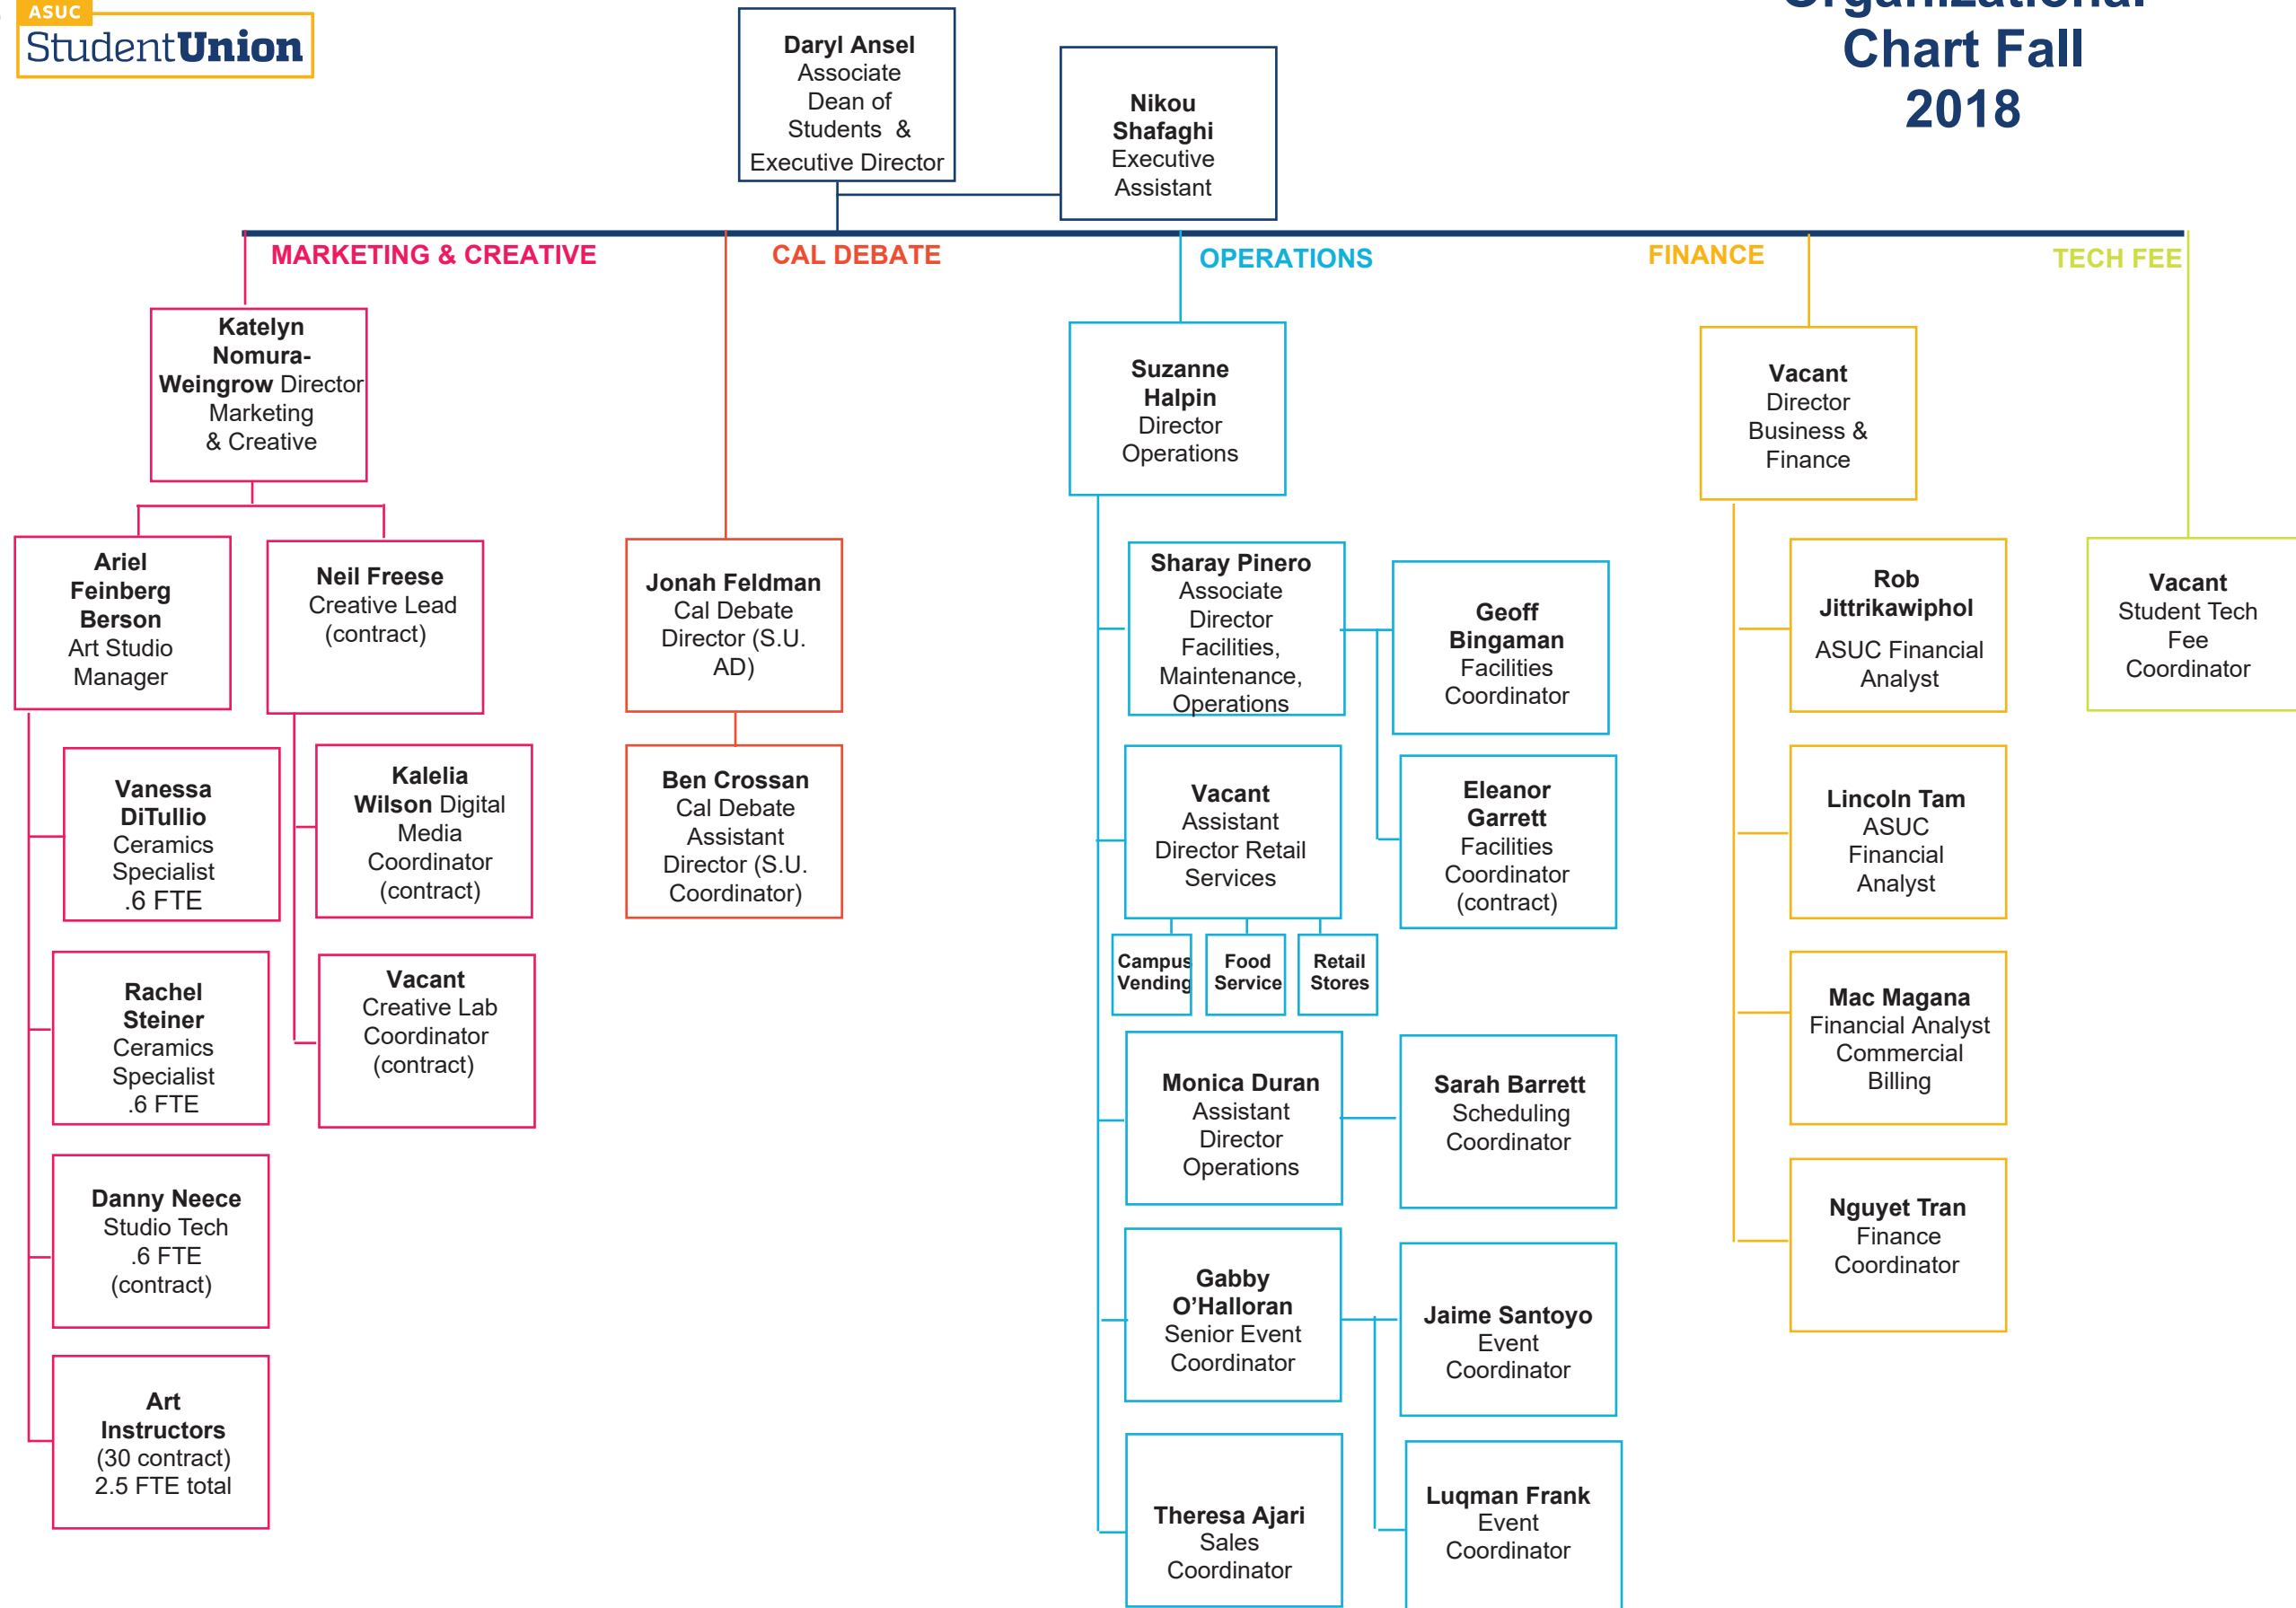 ASUC
StudentUnion
Organizational
Chart Fall
2018
Daryl Ansel
Associate
Dean of
Students &
Executive Director
Nikou
Shafaghi
Executive
Assistant
MARKETING & CREATIVE
CAL DEBATE
OPERATIONS
FINANCE
TECH FEE
Katelyn
Nomura-
Weingrow Director
Marketing
& Creative
Suzanne
Halpin
Director
Operations
Vacant
Director
Business &
Finance
Ariel
Feinberg
Berson
Art Studio
Manager
Neil Freese
Creative Lead
(contract)
Jonah Feldman
Cal Debate
Director (S.U.
AD)
Sharay Pinero
Associate
Director
Facilities,
Maintenance,
Operations
Geoff
Bingaman
Facilities
Coordinator
Rob
Jittrikawiphol
ASUC Financial
Analyst
Vacant
Student Tech
Fee
Coordinator
Vanessa
DiTullio
Ceramics
Specialist
.6 FTE
Kalelia
Wilson Digital
Media
Coordinator
(contract)
Ben Crossan
Cal Debate
Assistant
Director (S.U.
Coordinator)
Vacant
Assistant
Director Retail
Services
Eleanor
Garrett
Facilities
Coordinator
(contract)
Lincoln Tam
ASUC
Financial
Analyst
Campus
Vending
Food
Service
Retail
Stores
Rachel
Steiner
Ceramics
Specialist
.6 FTE
Vacant
Creative Lab
Coordinator
(contract)
Mac Magana
Financial Analyst
Commercial
Billing
Monica Duran
Assistant
Director
Operations
Sarah Barrett
Scheduling
Coordinator
Danny Neece
Studio Tech
.6 FTE
(contract)
Nguyet Tran
Finance
Coordinator
Gabby
O’Halloran
Senior Event
Coordinator
Jaime Santoyo
Event
Coordinator
Art
Instructors
(30 contract)
2.5 FTE total
Theresa Ajari
Sales
Coordinator
Luqman Frank
Event
Coordinator